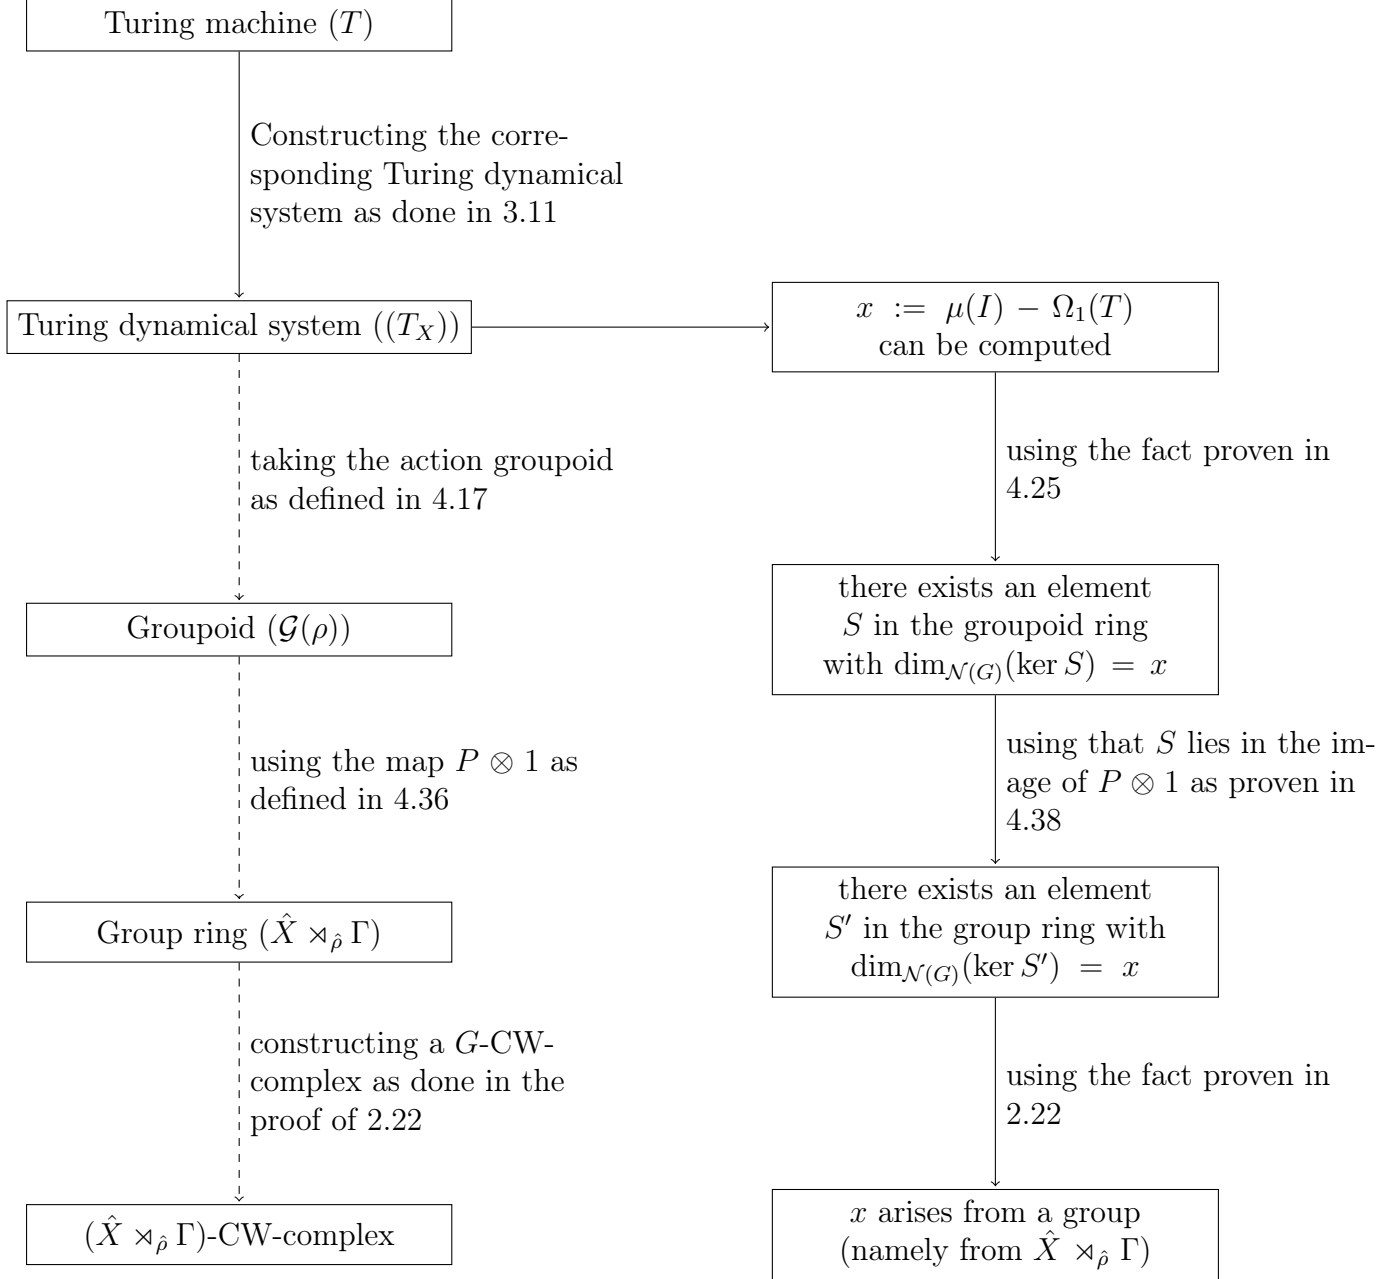 Turing machine (T)
Constructing the corre-
sponding Turing dynamical
system as done in 3.11
Turing dynamical system ((T_X))
x := μ(I) − Ω₁(T)
can be computed
taking the action groupoid
as defined in 4.17
using the fact proven in
4.25
Groupoid (𝒢(ρ))
there exists an element
S in the groupoid ring
with dim_{𝒩(G)}(ker S) = x
using the map P ⊗ 1 as
defined in 4.36
using that S lies in the im-
age of P ⊗ 1 as proven in
4.38
Group ring (X̂ ⋊_ρ̂ Γ)
there exists an element
S′ in the group ring with
dim_{𝒩(G)}(ker S′) = x
constructing a G-CW-
complex as done in the
proof of 2.22
using the fact proven in
2.22
(X̂ ⋊_ρ̂ Γ)-CW-complex
x arises from a group
(namely from X̂ ⋊_ρ̂ Γ)